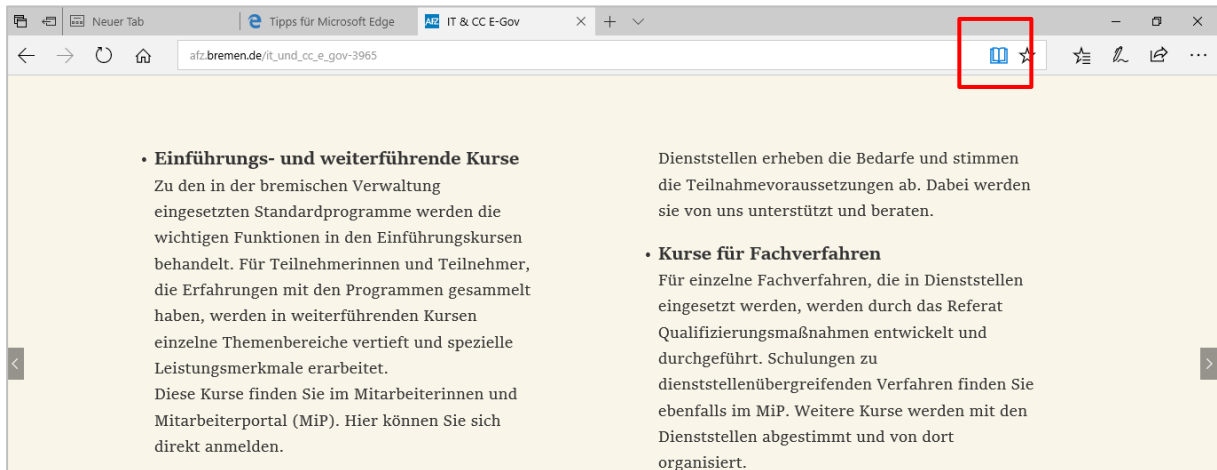 Neuer Tab
Tipps für Microsoft Edge
AfZ IT & CC E-Gov
afz.bremen.de/it_und_cc_e_gov-3965
• Einführungs- und weiterführende Kurse
Zu den in der bremischen Verwaltung
eingesetzten Standardprogramme werden die
wichtigen Funktionen in den Einführungskursen
behandelt. Für Teilnehmerinnen und Teilnehmer,
die Erfahrungen mit den Programmen gesammelt
haben, werden in weiterführenden Kursen
einzelne Themenbereiche vertieft und spezielle
Leistungsmerkmale erarbeitet.
Diese Kurse finden Sie im Mitarbeiterinnen und
Mitarbeiterportal (MiP). Hier können Sie sich
direkt anmelden.
Dienststellen erheben die Bedarfe und stimmen
die Teilnahmevoraussetzungen ab. Dabei werden
sie von uns unterstützt und beraten.
• Kurse für Fachverfahren
Für einzelne Fachverfahren, die in Dienststellen
eingesetzt werden, werden durch das Referat
Qualifizierungsmaßnahmen entwickelt und
durchgeführt. Schulungen zu
dienststellenübergreifenden Verfahren finden Sie
ebenfalls im MiP. Weitere Kurse werden mit den
Dienststellen abgestimmt und von dort
organisiert.